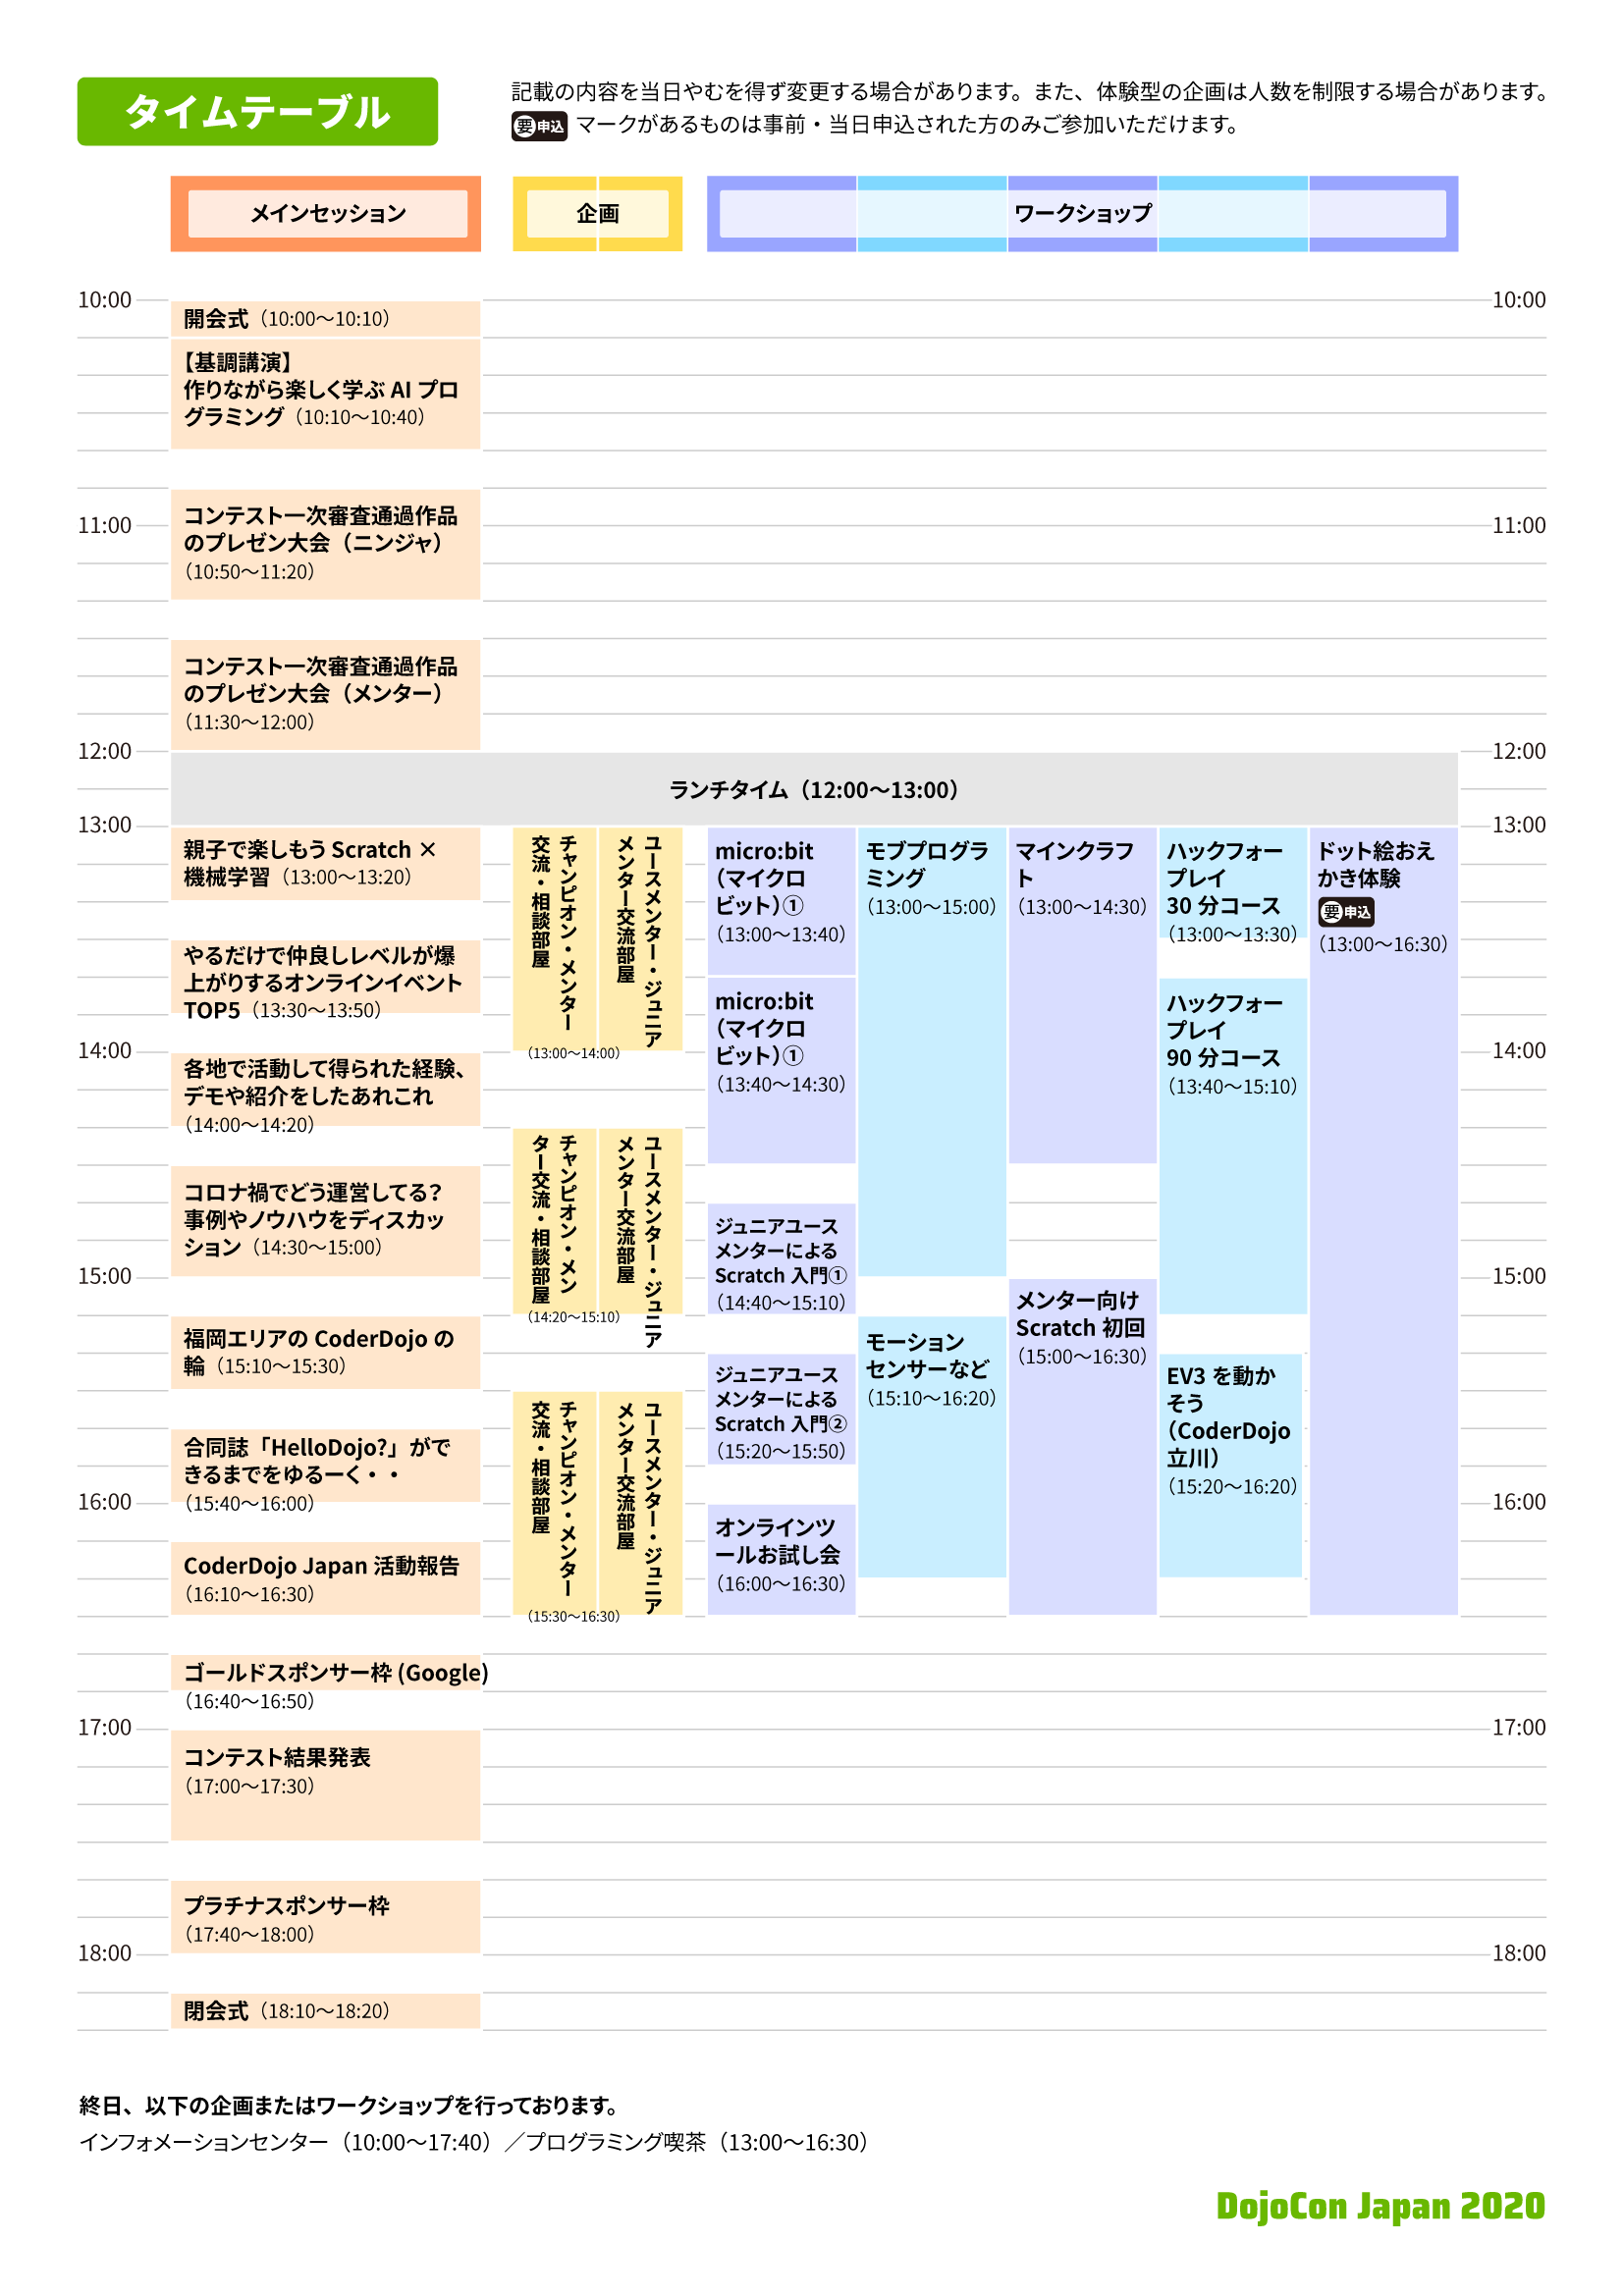 タイムテーブル
記載の内容を当日やむを得ず変更する場合があります。また、体験型の企画は人数を制限する場合があります。
要申込 マークがあるものは事前・当日申込された方のみご参加いただけます。
メインセッション
企画
ワークショップ
10:00
10:00
11:00
11:00
12:00
12:00
13:00
13:00
14:00
14:00
15:00
15:00
16:00
16:00
17:00
17:00
18:00
18:00
開会式（10:00〜10:10）
【基調講演】
作りながら楽しく学ぶ AI プロ
グラミング（10:10〜10:40）
コンテスト一次審査通過作品
のプレゼン大会（ニンジャ）
（10:50〜11:20）
コンテスト一次審査通過作品
のプレゼン大会（メンター）
（11:30〜12:00）
ランチタイム（12:00〜13:00）
親子で楽しもう Scratch ×
機械学習（13:00〜13:20）
やるだけで仲良しレベルが爆
上がりするオンラインイベント
TOP5（13:30〜13:50）
各地で活動して得られた経験、
デモや紹介をしたあれこれ
（14:00〜14:20）
コロナ禍でどう運営してる？
事例やノウハウをディスカッ
ション（14:30〜15:00）
福岡エリアの CoderDojo の
輪（15:10〜15:30）
合同誌「HelloDojo?」がで
きるまでをゆるーく・・
（15:40〜16:00）
CoderDojo Japan 活動報告
（16:10〜16:30）
ゴールドスポンサー枠 (Google)
（16:40〜16:50）
コンテスト結果発表
（17:00〜17:30）
プラチナスポンサー枠
（17:40〜18:00）
閉会式（18:10〜18:20）
チャンピオン・メンター
交流・相談部屋
ユースメンター・ジュニア
メンター交流部屋
（13:00〜14:00）
チャンピオン・メン
ター交流・相談部屋
ユースメンター・ジュニア
メンター交流部屋
（14:20〜15:10）
チャンピオン・メンター
交流・相談部屋
ユースメンター・ジュニア
メンター交流部屋
（15:30〜16:30）
micro:bit
（マイクロ
ビット）①
（13:00〜13:40）
micro:bit
（マイクロ
ビット）①
（13:40〜14:30）
ジュニアユース
メンターによる
Scratch 入門①
（14:40〜15:10）
ジュニアユース
メンターによる
Scratch 入門②
（15:20〜15:50）
オンラインツ
ールお試し会
（16:00〜16:30）
モブプログラ
ミング
（13:00〜15:00）
モーション
センサーなど
（15:10〜16:20）
マインクラフ
ト
（13:00〜14:30）
メンター向け
Scratch 初回
（15:00〜16:30）
ハックフォー
プレイ
30 分コース
（13:00〜13:30）
ハックフォー
プレイ
90 分コース
（13:40〜15:10）
EV3 を動か
そう
（CoderDojo
立川）
（15:20〜16:20）
ドット絵おえ
かき体験
要申込
（13:00〜16:30）
終日、以下の企画またはワークショップを行っております。
インフォメーションセンター（10:00〜17:40）／プログラミング喫茶（13:00〜16:30）
DojoCon Japan 2020